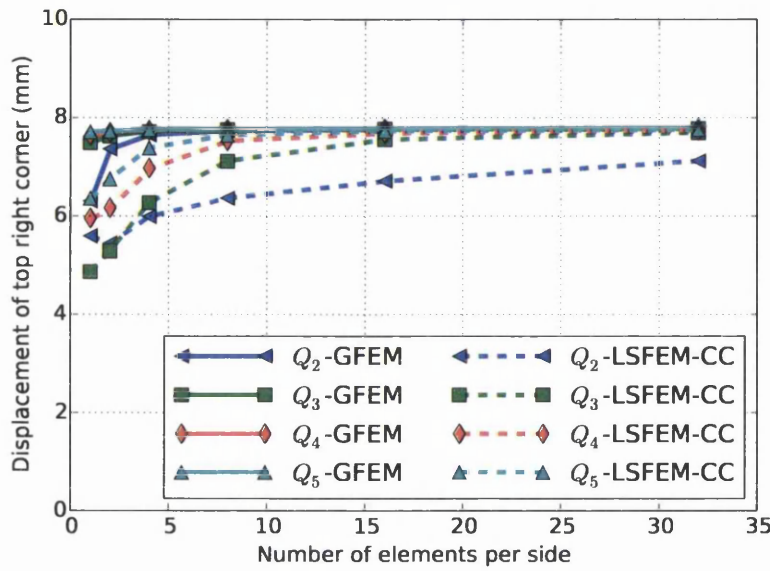 Displacement of top right corner (mm)
10
8
6
4
2
0
Q2-GFEM
Q3-GFEM
Q4-GFEM
Q5-GFEM
Q2-LSFEM-CC
Q3-LSFEM-CC
Q4-LSFEM-CC
Q5-LSFEM-CC
0 5 10 15 20 25 30 35
Number of elements per side